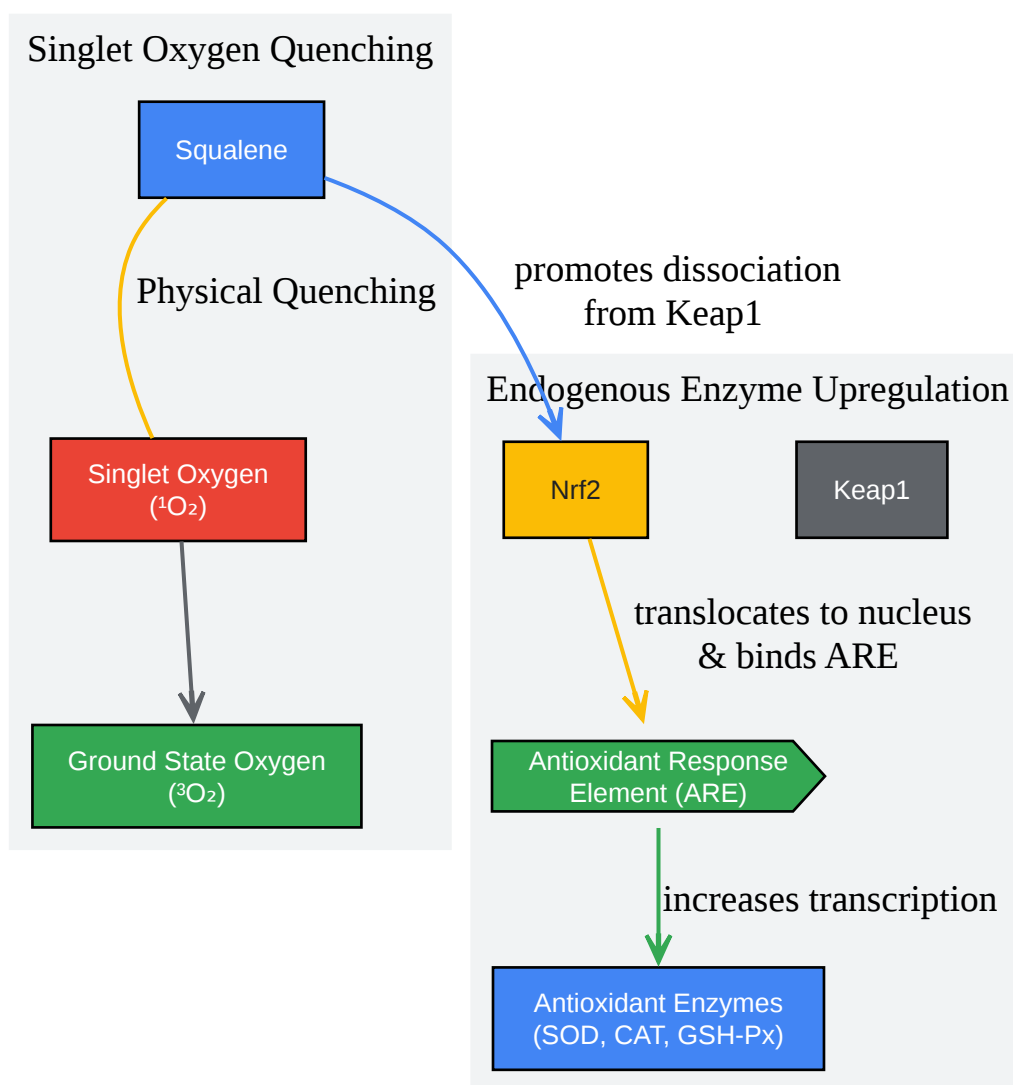 Singlet Oxygen Quenching
Squalene
Physical Quenching
Singlet Oxygen
(¹O₂)
Ground State Oxygen
(³O₂)
promotes dissociation
from Keap1
Endogenous Enzyme Upregulation
Nrf2
Keap1
translocates to nucleus
& binds ARE
Antioxidant Response
Element (ARE)
increases transcription
Antioxidant Enzymes
(SOD, CAT, GSH-Px)